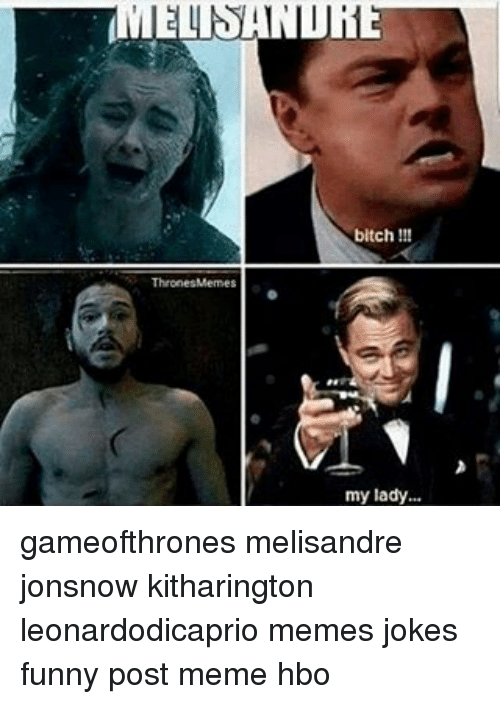 MELISANDRE
bitch !!!
ThronesMemes
my lady...
gameofthrones melisandre
jonsnow kitharington
leonardodicaprio memes jokes
funny post meme hbo